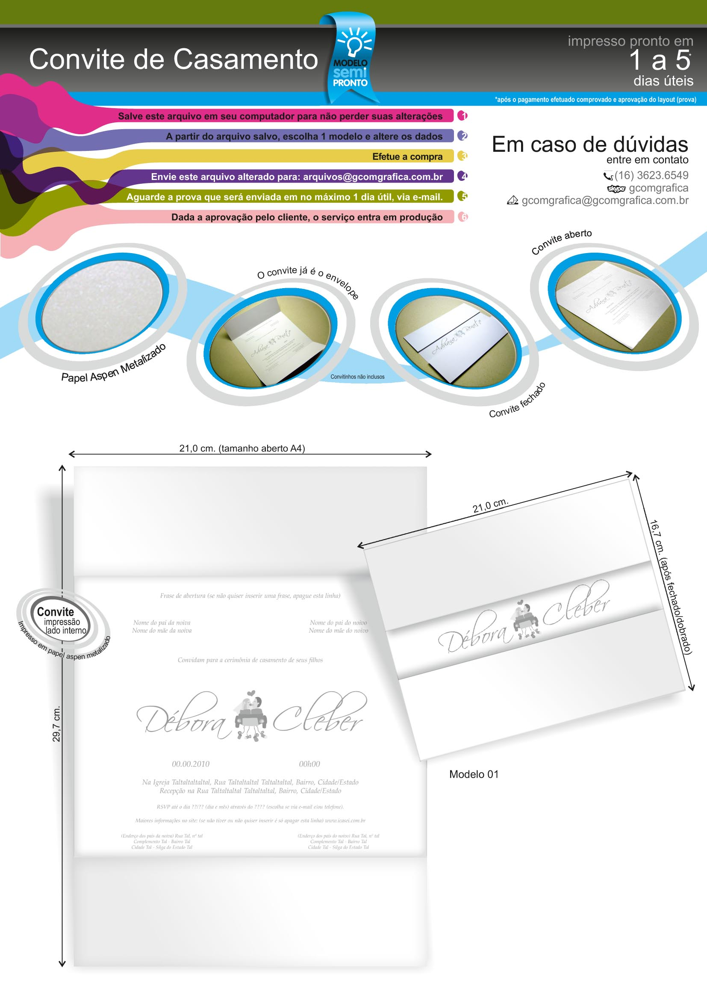 Convite de Casamento
MODELO
semi
PRONTO
impresso pronto em
1 a 5*
dias úteis
*após o pagamento efetuado comprovado e aprovação do layout (prova)
Salve este arquivo em seu computador para não perder suas alterações 1
A partir do arquivo salvo, escolha 1 modelo e altere os dados 2
Efetue a compra 3
Envie este arquivo alterado para: arquivos@gcomgrafica.com.br 4
Aguarde a prova que será enviada em no máximo 1 dia útil, via e-mail. 5
Dada a aprovação pelo cliente, o serviço entra em produção 6
Em caso de dúvidas
entre em contato
(16) 3623.6549
skype gcomgrafica
gcomgrafica@gcomgrafica.com.br
Papel Aspen Metalizado
O convite já é o envelope
Adriana Renato
Convitinhos não inclusos
Adriana Renato
Convite fechado
Convite aberto
Adriana Renato
21,0 cm. (tamanho aberto A4)
29,7 cm.
Convite
impressão
lado interno
Impresso em papel aspen metalizado
Frase de abertura (se não quiser inserir uma frase, apague esta linha)
Nome do pai da noiva
Nome do mãe da noiva
Nome do pai do noivo
Nome do mãe do noivo
Convidam para a cerimônia de casamento de seus filhos
Débora Cleber
00.00.2010 00h00
Na Igreja Taltaltaltaltal, Rua Taltaltaltal Taltaltaltal, Bairro, Cidade/Estado
Recepção na Rua Taltaltaltal Taltaltaltal, Bairro, Cidade/Estado
RSVP até o dia ??/?? (dia e mês) através do ???? (escolha se via e-mail e/ou telefone).
Maiores informações no site: (se não tiver ou não quiser inserir é só apagar esta linha) www.icasei.com.br
(Enderço dos pais da noiva) Rua Tal, nº tal
Complemento Tal - Bairro Tal
Cidade Tal - Silga do Estado Tal
(Enderço dos pais do noivo) Rua Tal, nº tal
Complemento Tal - Bairro Tal
Cidade Tal - Silga do Estado Tal
21,0 cm.
16,7 cm. (após fechado/dobrado)
Débora Cleber
Modelo 01